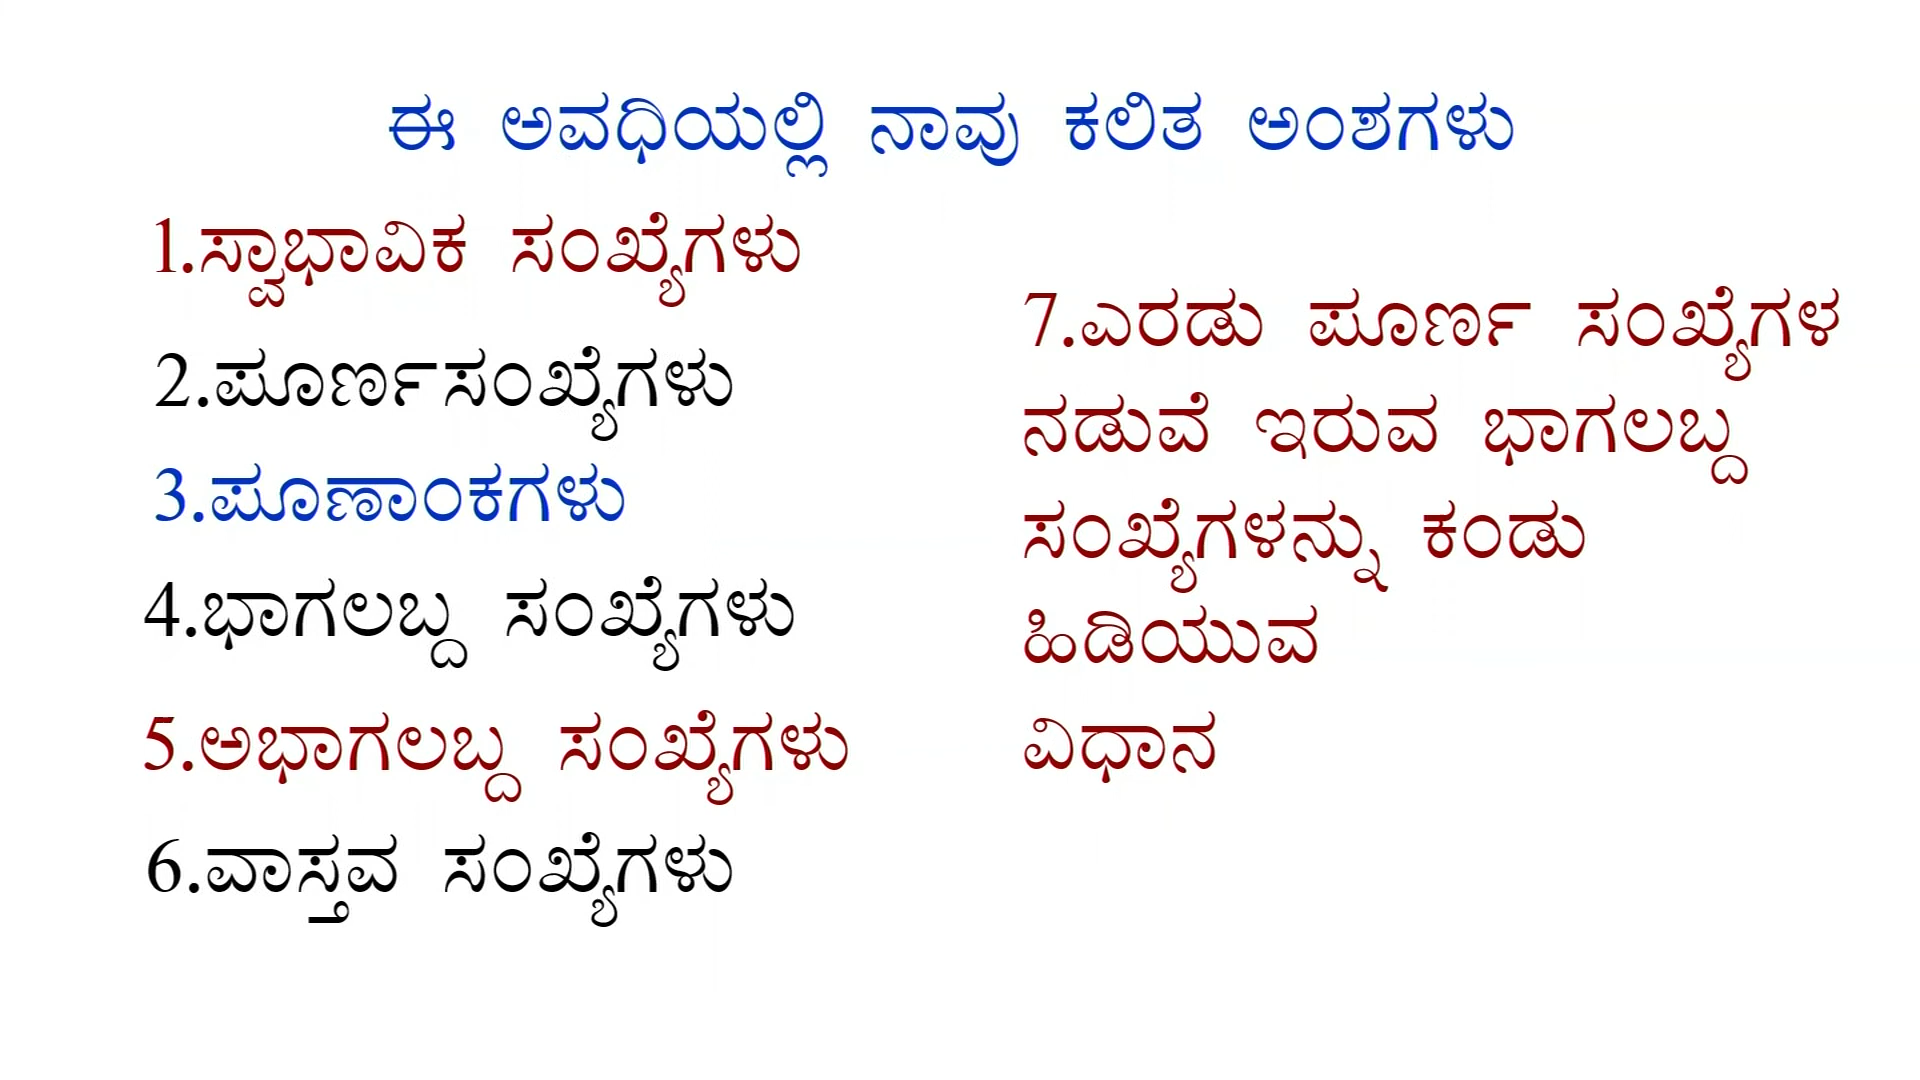 ಈ ಅವಧಿಯಲ್ಲಿ ನಾವು ಕಲಿತ ಅಂಶಗಳು
1.ಸ್ವಾಭಾವಿಕ ಸಂಖ್ಯೆಗಳು
2.ಪೂರ್ಣಸಂಖ್ಯೆಗಳು
3.ಪೂಣಾಂಕಗಳು
4.ಭಾಗಲಬ್ದ ಸಂಖ್ಯೆಗಳು
5.ಅಭಾಗಲಬ್ದ ಸಂಖ್ಯೆಗಳು
6.ವಾಸ್ತವ ಸಂಖ್ಯೆಗಳು
7.ಎರಡು ಪೂರ್ಣ ಸಂಖ್ಯೆಗಳ
ನಡುವೆ ಇರುವ ಭಾಗಲಬ್ದ
ಸಂಖ್ಯೆಗಳನ್ನು ಕಂಡು
ಹಿಡಿಯುವ
ವಿಧಾನ